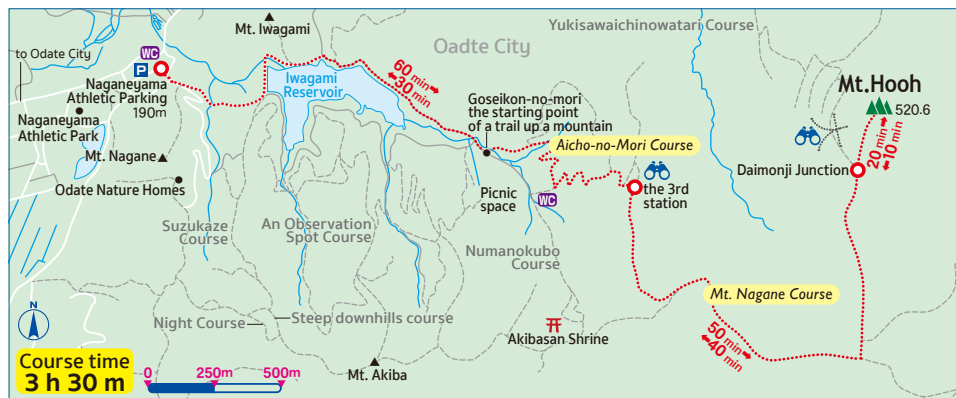 Mt. Iwagami
Oadte City
Yukisawaichinowatari Course
to Odate City
WC
P
Naganeyama
Athletic Parking
190m
Iwagami
Reservoir
60 min
30 min
Goseikon-no-mori
the starting point
of a trail up a mountain
Mt.Hooh
520.6
20 min
10 min
Naganeyama
Athletic Park
Mt. Nagane
Odate Nature Homes
Aicho-no-Mori Course
Daimonji Junction
Picnic
space
WC
the 3rd
station
Suzukaze
Course
An Observation
Spot Course
Numanokubo
Course
Mt. Nagane Course
N
Night Course
Steep downhills course
Akibasan Shrine
50 min
40 min
Course time
3 h 30 m
0
250m
500m
Mt. Akiba